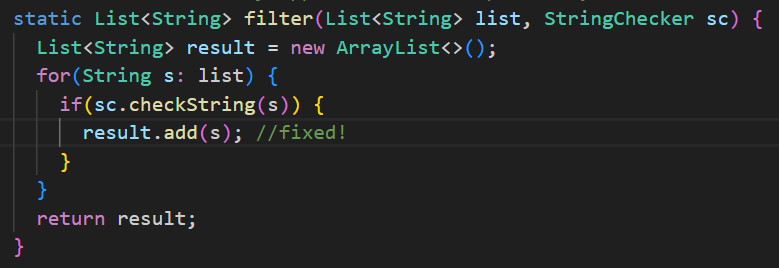 static List<String> filter(List<String> list, StringChecker sc) {
List<String> result = new ArrayList<>();
for(String s: list) {
if(sc.checkString(s)) {
result.add(s); //fixed!
}
}
return result;
}